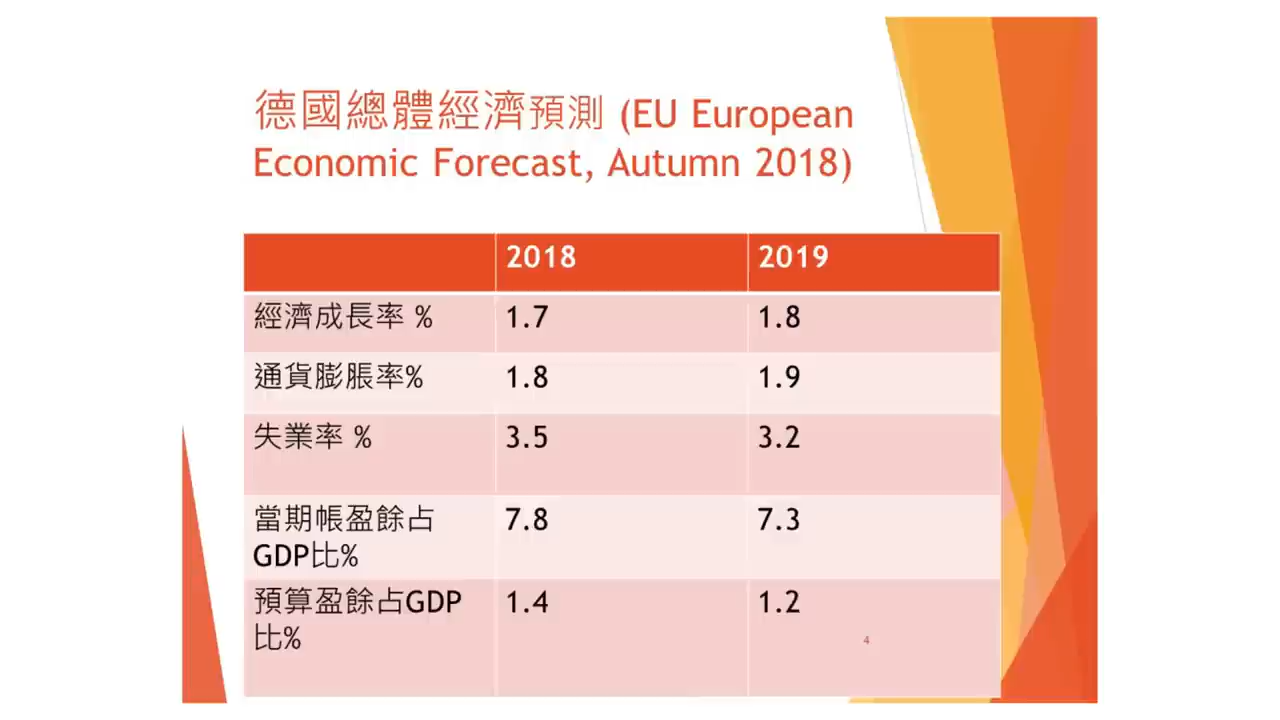 德國總體經濟預測 (EU European
Economic Forecast, Autumn 2018)
2018 2019
經濟成長率 % 1.7 1.8
通貨膨脹率% 1.8 1.9
失業率 % 3.5 3.2
當期帳盈餘占
GDP比% 7.8 7.3
預算盈餘占GDP
比% 1.4 1.2
4